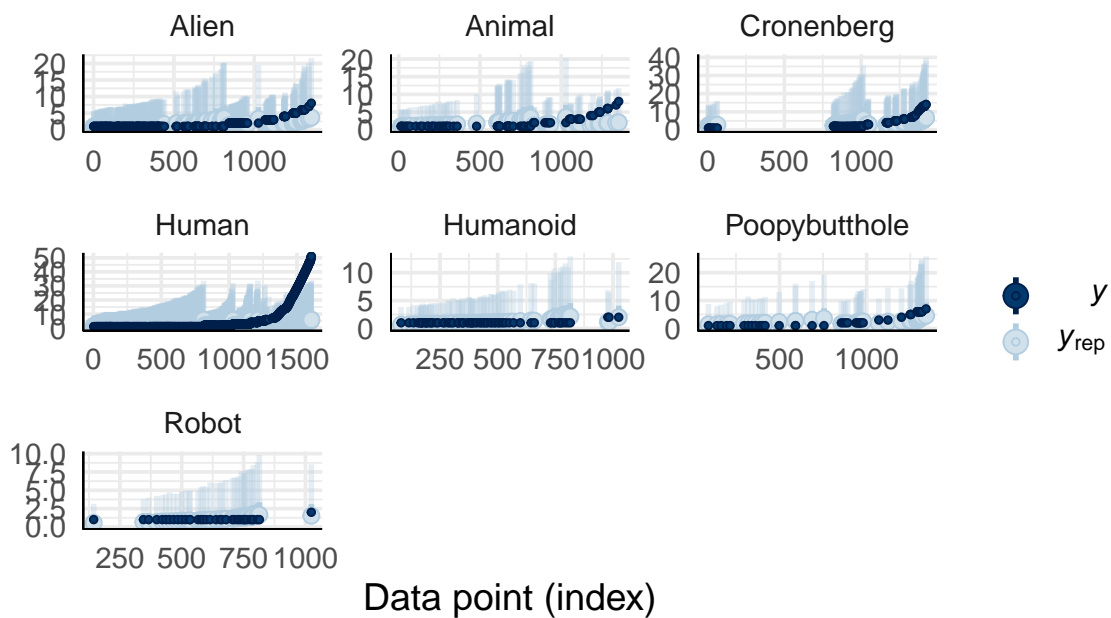 Alien Animal Cronenberg
20 15 10 5 0
20 15 10 5 0
40 30 20 10 0
0 500 1000
0 500 1000
0 500 1000
Human Humanoid Poopybutthole
50 40 30 20 10 0
10 5 0
20 10 0
0 500 1000 1500
250 500 750 1000
500 1000
y
yrep
Robot
10.0 7.5 5.0 2.5 0.0
250 500 750 1000
Data point (index)